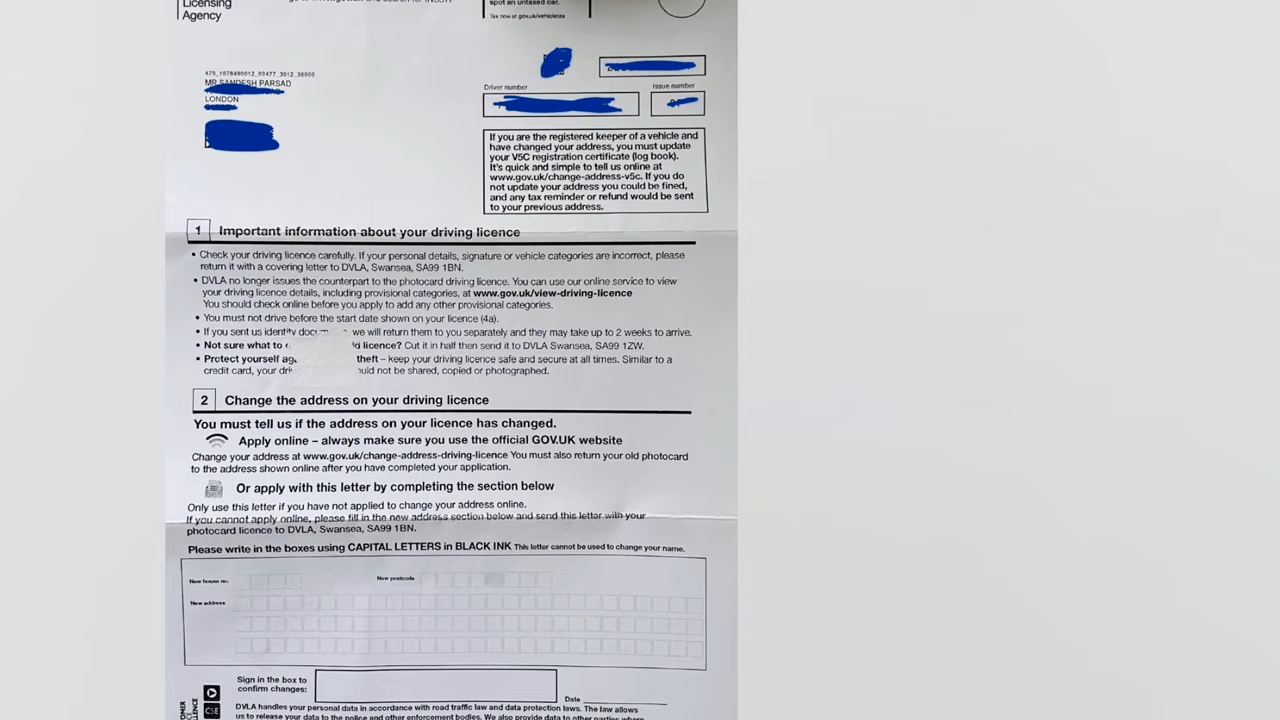 Licensing
Agency
spot an untaxed car.
Tax now at gov.uk/vehicletax
MR SANDESH PARSAD
LONDON
Driver number
Issue number
If you are the registered keeper of a vehicle and
have changed your address, you must update
your V5C registration certificate (log book).
It's quick and simple to tell us online at
www.gov.uk/change-address-v5c. If you do
not update your address you could be fined,
and any tax reminder or refund would be sent
to your previous address.
1 Important information about your driving licence
• Check your driving licence carefully. If your personal details, signature or vehicle categories are incorrect, please
return it with a covering letter to DVLA, Swansea, SA99 1BN.
• DVLA no longer issues the counterpart to the photocard driving licence. You can use our online service to view
your driving licence details, including provisional categories, at www.gov.uk/view-driving-licence
You should check online before you apply to add any other provisional categories.
• You must not drive before the start date shown on your licence (4a).
• If you sent us identity we will return them to you separately and they may take up to 2 weeks to arrive.
• Not sure what to licence? Cut it in half then send it to DVLA Swansea, SA99 1ZW.
• Protect yourself theft – keep your driving licence safe and secure at all times. Similar to a
credit card, your not be shared, copied or photographed.
2 Change the address on your driving licence
You must tell us if the address on your licence has changed.
Apply online – always make sure you use the official GOV.UK website
Change your address at www.gov.uk/change-address-driving-licence You must also return your old photocard
to the address shown online after you have completed your application.
Or apply with this letter by completing the section below
Only use this letter if you have not applied to change your address online.
If you cannot apply online, please fill in the new address section below and send this letter with your
photocard licence to DVLA, Swansea, SA99 1BN.
Please write in the boxes using CAPITAL LETTERS in BLACK INK This letter cannot be used to change your name.
New house no.
New postcode
New address
Sign in the box to
confirm changes:
Date
CSE
DVLA handles your personal data in accordance with road traffic law and data protection laws. The law allows
us to release your data to the police and other enforcement bodies. We also provide data to other parties where